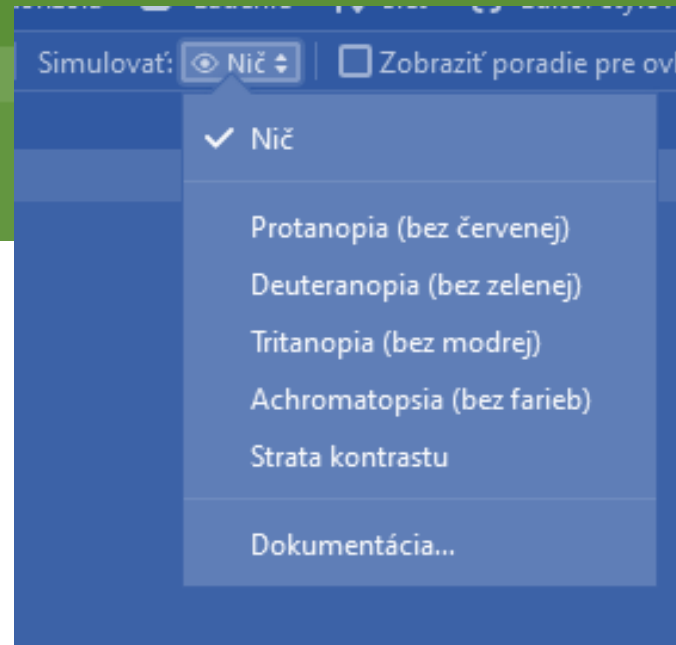 Simulovať: Nič Zobraziť poradie pre
Nič
Protanopia (bez červenej)
Deuteranopia (bez zelenej)
Tritanopia (bez modrej)
Achromatopsia (bez farieb)
Strata kontrastu
Dokumentácia...